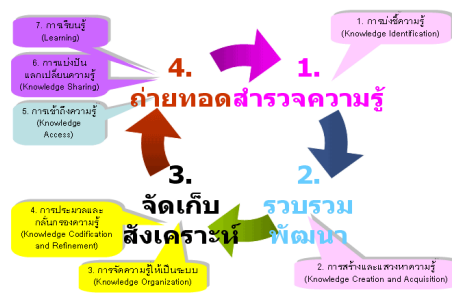 7. การเรียนรู้
(Learning)
6. การแบ่งปัน
แลกเปลี่ยนความรู้
(Knowledge Sharing)
5. การเข้าถึงความรู้
(Knowledge
Access)
4.
ถ่ายทอด
1.
สำรวจความรู้
1. การบ่งชี้ความรู้
(Knowledge Identification)
3.
จัดเก็บ
สังเคราะห์
2.
รวบรวม
พัฒนา
4. การประมวลและ
กลั่นกรองความรู้
(Knowledge Codification
and Refinement)
3. การจัดความรู้ให้เป็นระบบ
(Knowledge Organization)
2. การสร้างและแสวงหาความรู้
(Knowledge Creation and Acquisition)